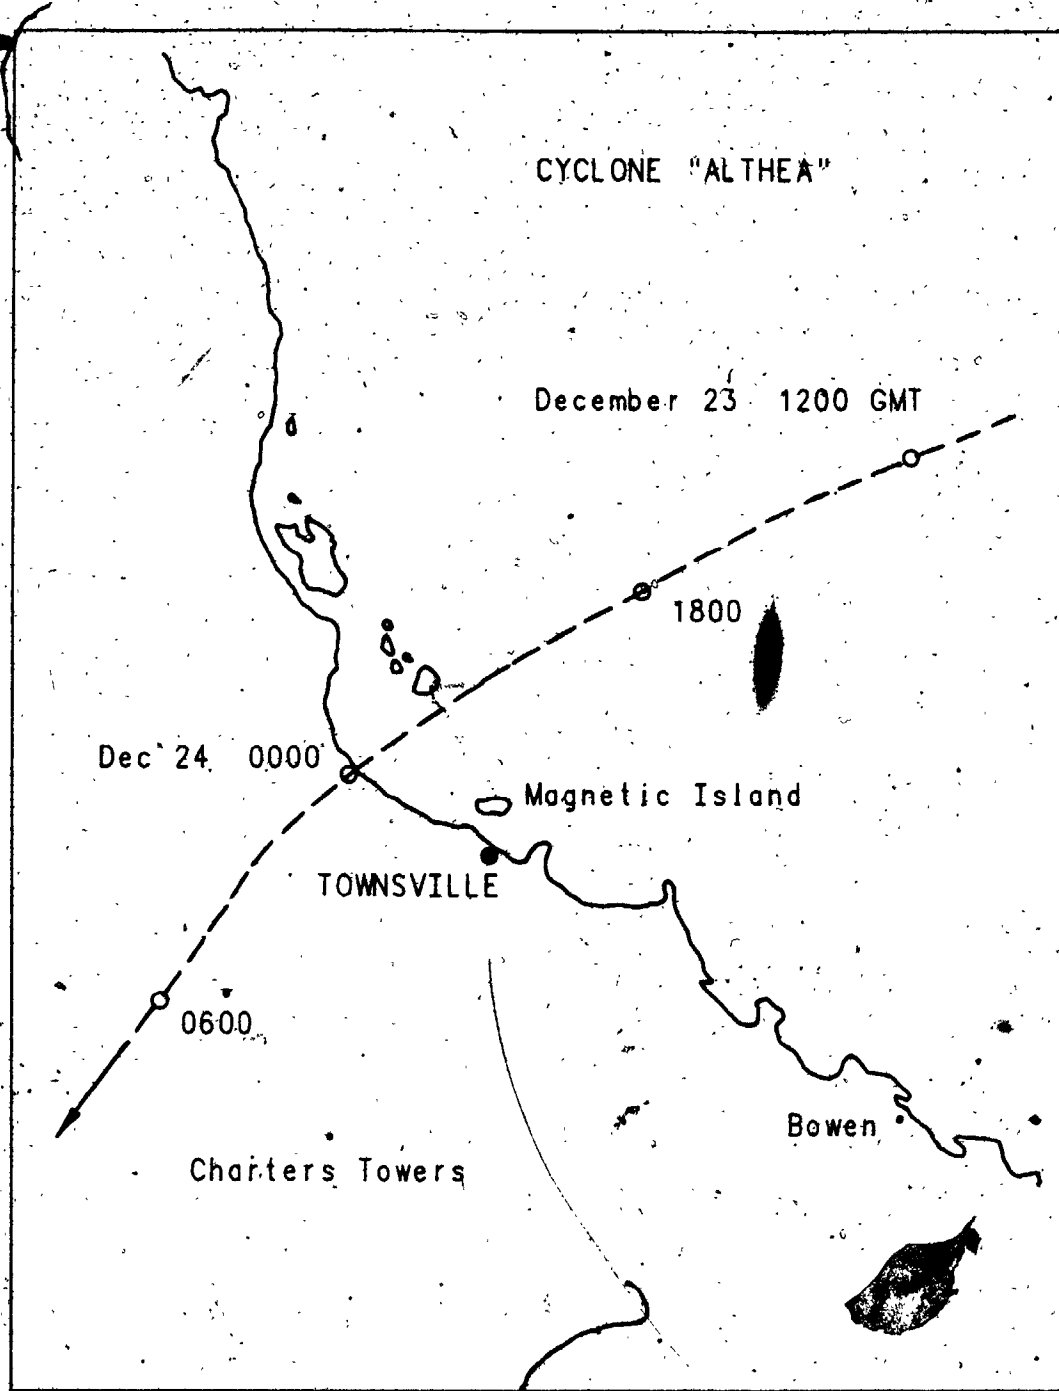 CYCLONE "ALTHEA"
December 23 1200 GMT
1800
Dec 24 0000
Magnetic Island
TOWNSVILLE
0600
Bowen
Charters Towers